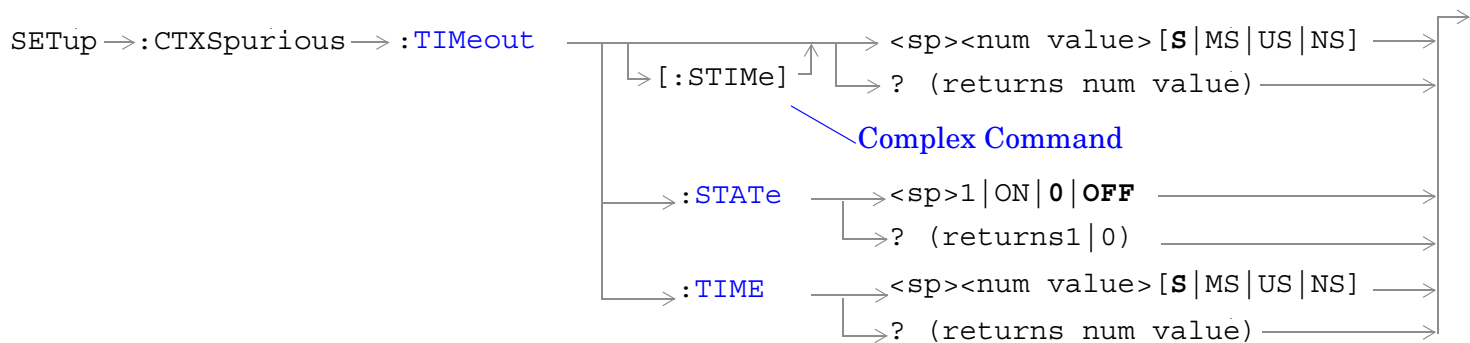 SETup :CTXSpurious :TIMeout <sp><num value>[S|MS|US|NS]
[:STIMe] ? (returns num value)
Complex Command
:STATe <sp>1|ON|0|OFF
? (returns1|0)
:TIME <sp><num value>[S|MS|US|NS]
? (returns num value)